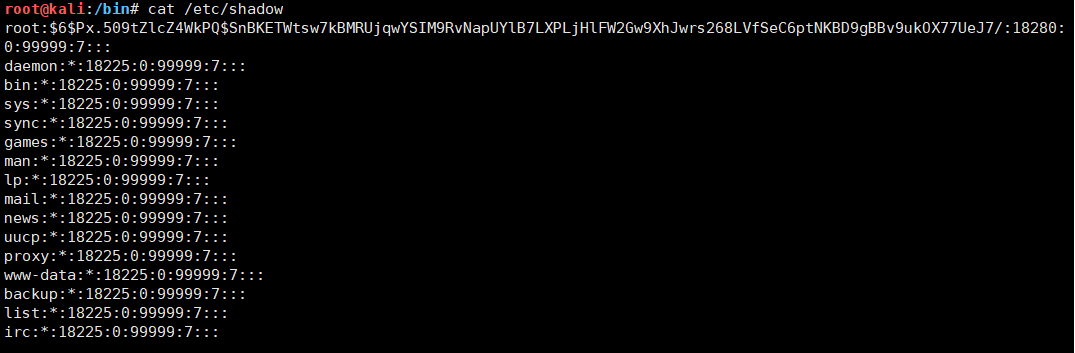 root@kali:/bin# cat /etc/shadow
root:$6$Px.509tZlcZ4WkPQ$SnBKETWtsw7kBMRUjqwYSIM9RvNapUYlB7LXPLjHlFW2Gw9XhJwrs268LVfSeC6ptNKBD9gBBv9ukOX77UeJ7/:18280:
0:99999:7:::
daemon:*:18225:0:99999:7:::
bin:*:18225:0:99999:7:::
sys:*:18225:0:99999:7:::
sync:*:18225:0:99999:7:::
games:*:18225:0:99999:7:::
man:*:18225:0:99999:7:::
lp:*:18225:0:99999:7:::
mail:*:18225:0:99999:7:::
news:*:18225:0:99999:7:::
uucp:*:18225:0:99999:7:::
proxy:*:18225:0:99999:7:::
www-data:*:18225:0:99999:7:::
backup:*:18225:0:99999:7:::
list:*:18225:0:99999:7:::
irc:*:18225:0:99999:7:::